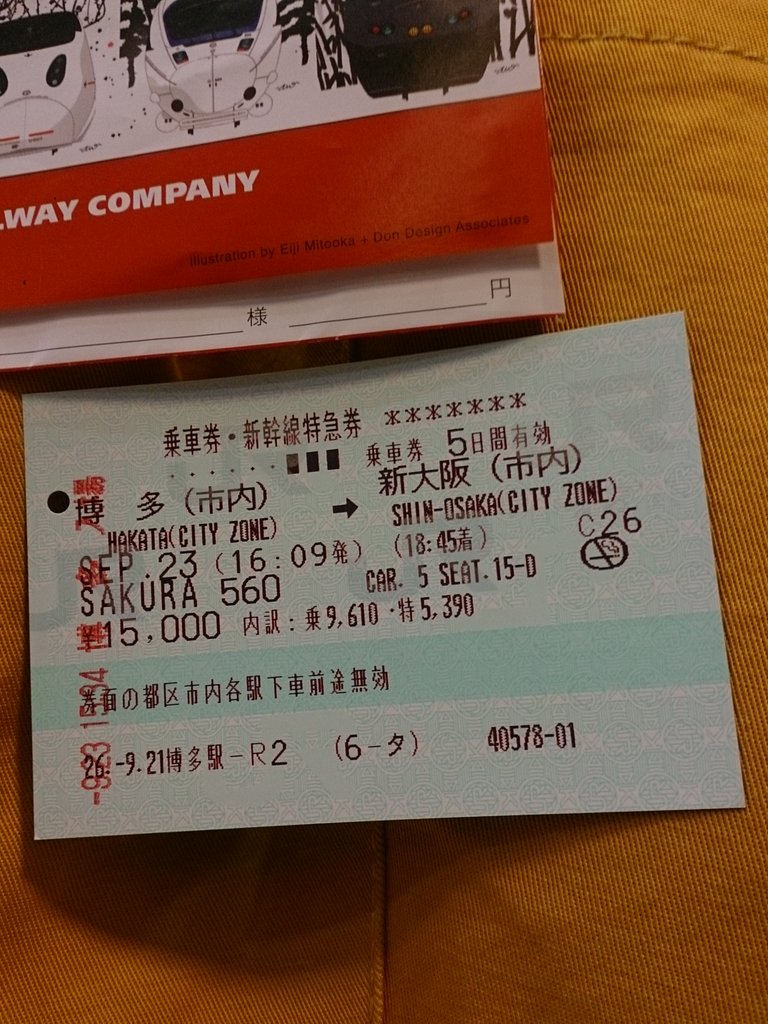 WAY COMPANY
Illustration by Eiji Mitooka + Don Design Associates
様 円
乗車券・新幹線特急券 *******
乗車券 5日間有効
博多(市内) → 新大阪(市内)
HAKATA(CITY ZONE) SHIN-OSAKA(CITY ZONE)
SEP.23(16:09発) (18:45着) C26
SAKURA 560 CAR. 5 SEAT.15-D
¥15,000 内訳:乗9,610・特5,390
券面の都区市内各駅下車前途無効
26.-9.21博多駅-R2 (6-タ) 40578-01